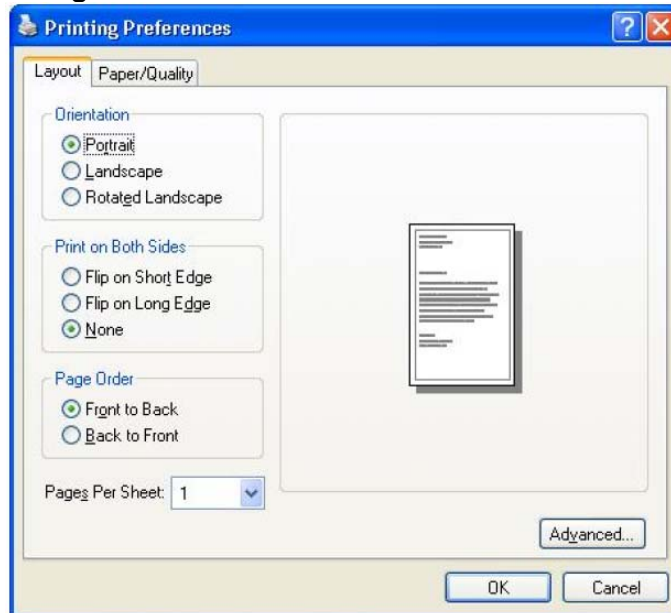 Printing Preferences
Layout Paper/Quality
Orientation
Portrait
Landscape
Rotated Landscape
Print on Both Sides
Flip on Short Edge
Flip on Long Edge
None
Page Order
Front to Back
Back to Front
Pages Per Sheet: 1
Advanced...
OK Cancel